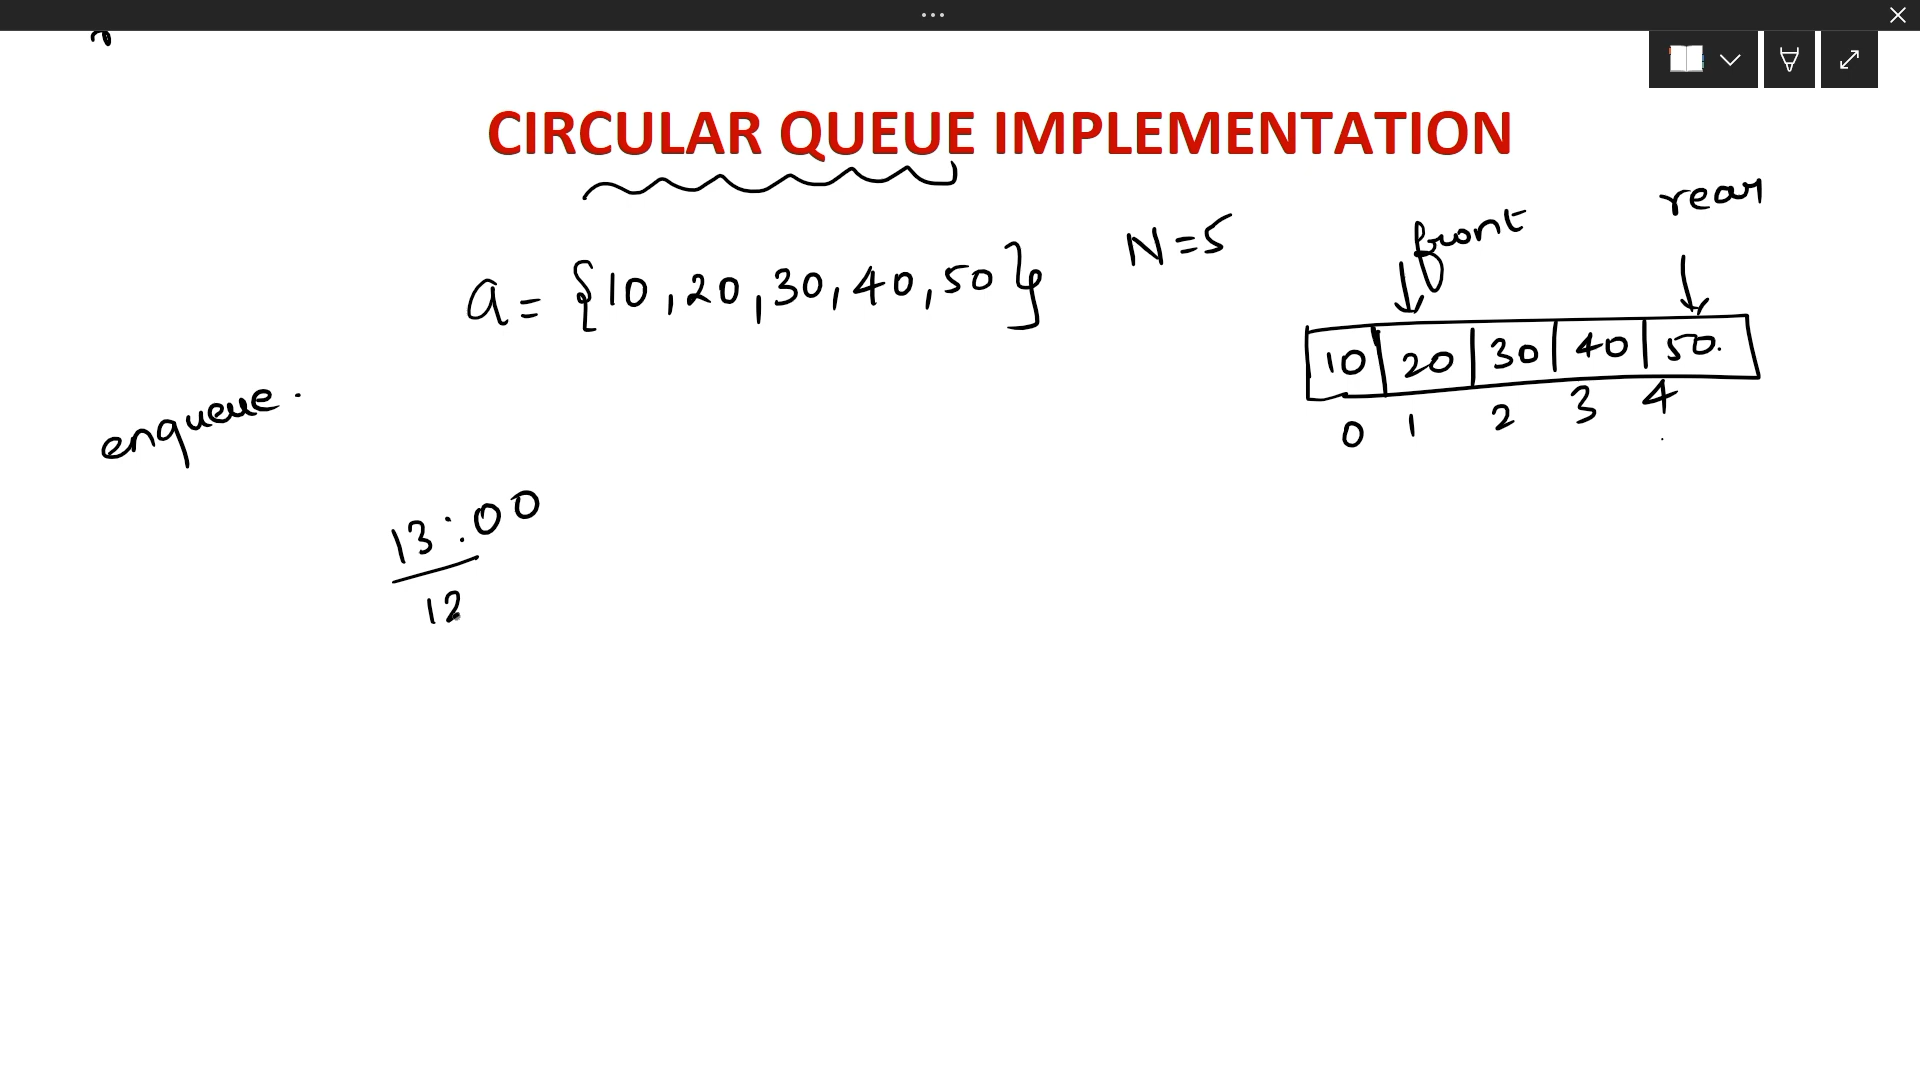 CIRCULAR QUEUE IMPLEMENTATION
a = {10, 20, 30, 40, 50}
N=5
front
rear
10 20 30 40 50.
0 1 2 3 4
enqueue.
13:00
12